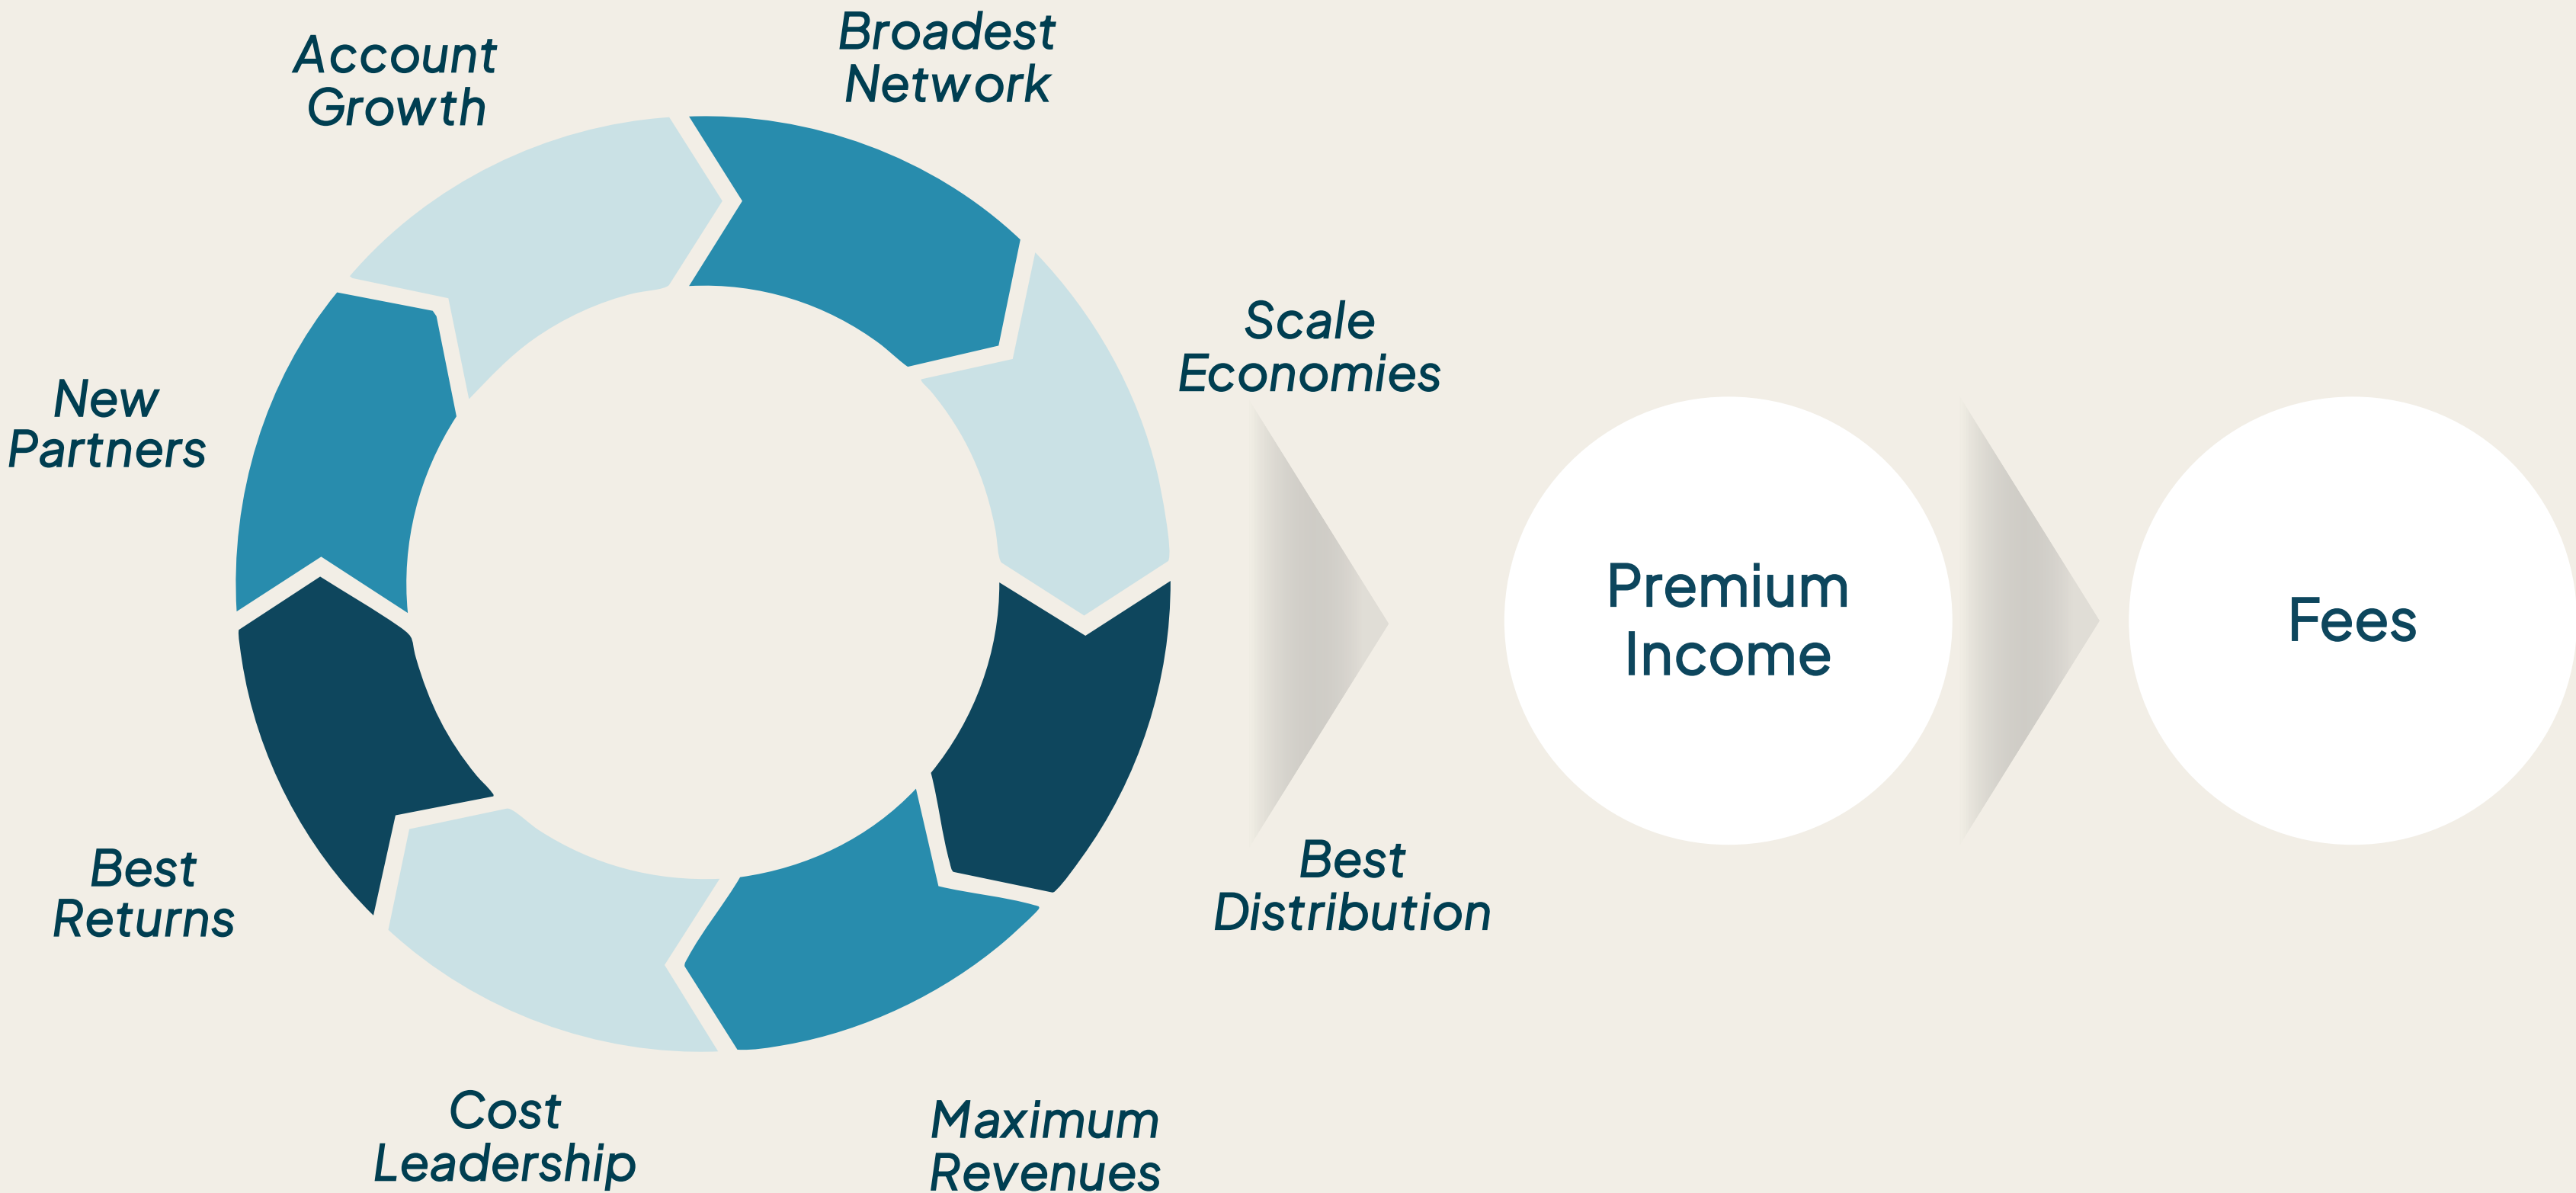 Account
Growth
Broadest
Network
Scale
Economies
Best
Distribution
Maximum
Revenues
Cost
Leadership
Best
Returns
New
Partners
Premium
Income
Fees